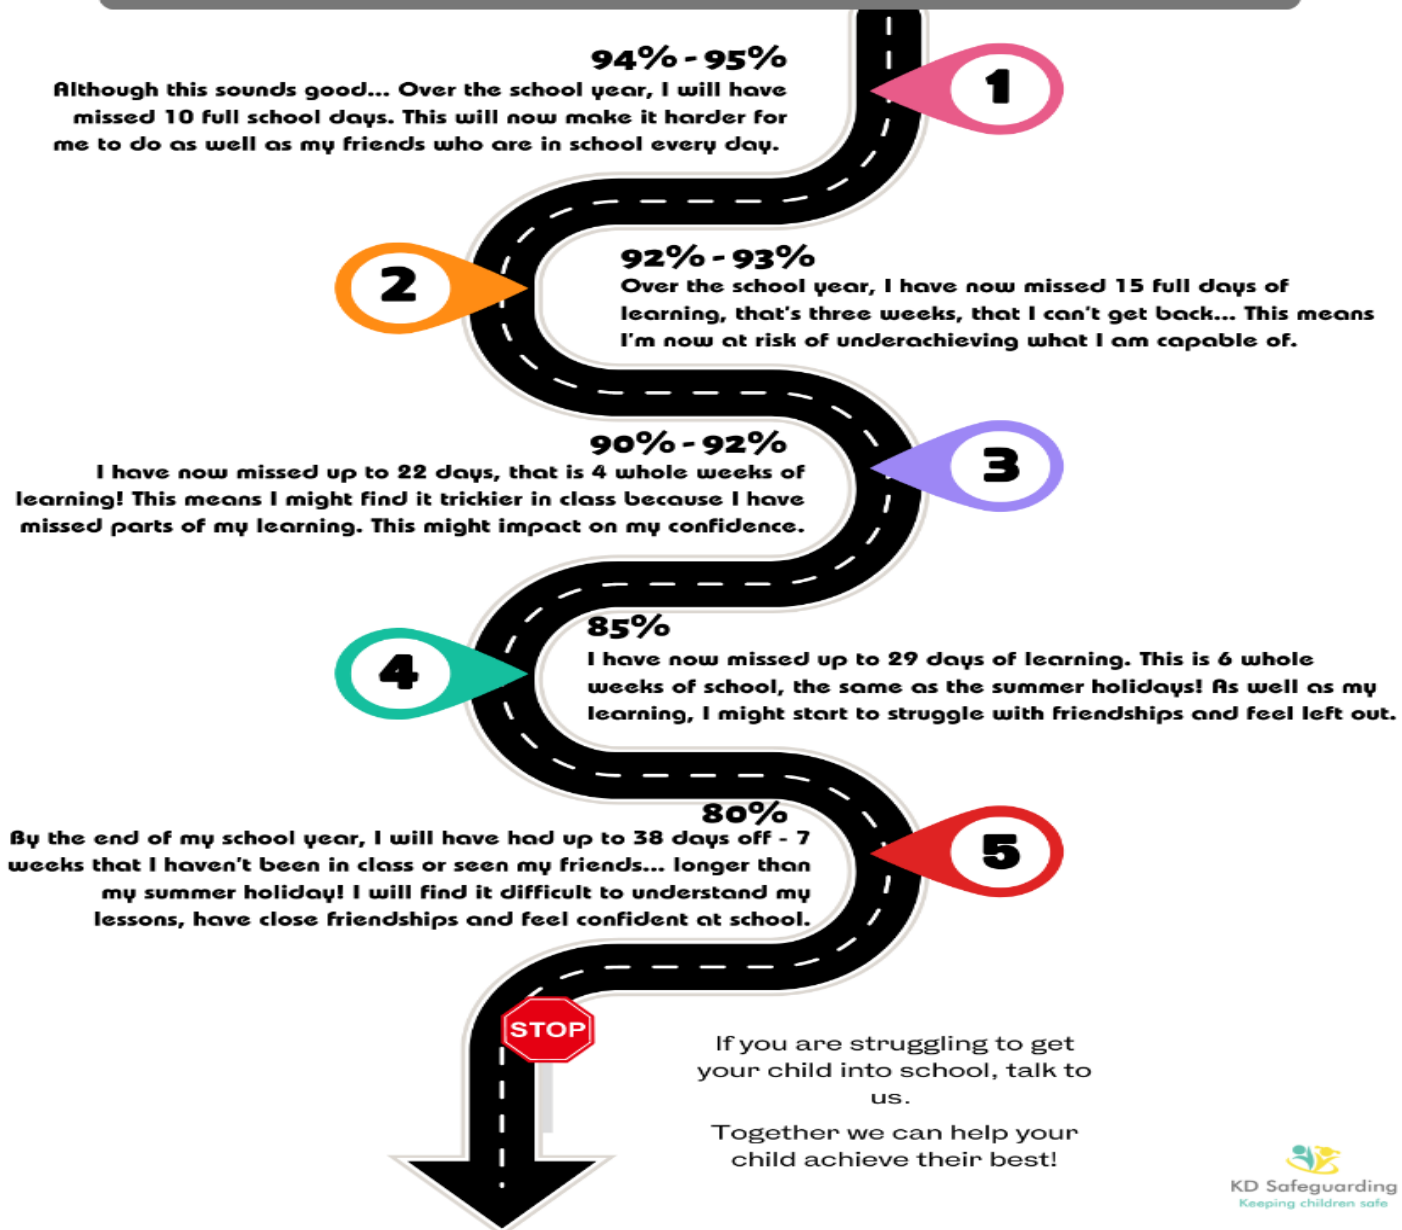 94% - 95%
Although this sounds good... Over the school year, I will have
missed 10 full school days. This will now make it harder for
me to do as well as my friends who are in school every day.
1
2
92% - 93%
Over the school year, I have now missed 15 full days of
learning, that's three weeks, that I can't get back... This means
I'm now at risk of underachieving what I am capable of.
90% - 92%
I have now missed up to 22 days, that is 4 whole weeks of
learning! This means I might find it trickier in class because I have
missed parts of my learning. This might impact on my confidence.
3
4
85%
I have now missed up to 29 days of learning. This is 6 whole
weeks of school, the same as the summer holidays! As well as my
learning, I might start to struggle with friendships and feel left out.
80%
By the end of my school year, I will have had up to 38 days off - 7
weeks that I haven't been in class or seen my friends... longer than
my summer holiday! I will find it difficult to understand my
lessons, have close friendships and feel confident at school.
5
STOP
If you are struggling to get
your child into school, talk to
us.
Together we can help your
child achieve their best!
KD Safeguarding
Keeping children safe